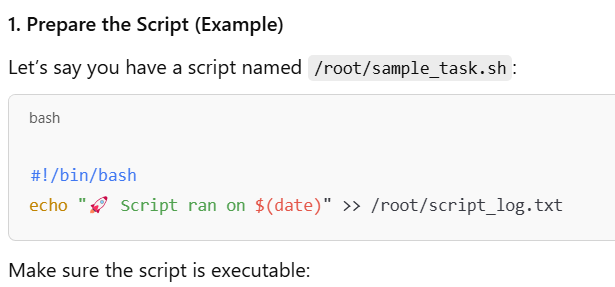 1. Prepare the Script (Example)
Let’s say you have a script named /root/sample_task.sh:
bash
#!/bin/bash
echo "🚀 Script ran on $(date)" >> /root/script_log.txt
Make sure the script is executable: